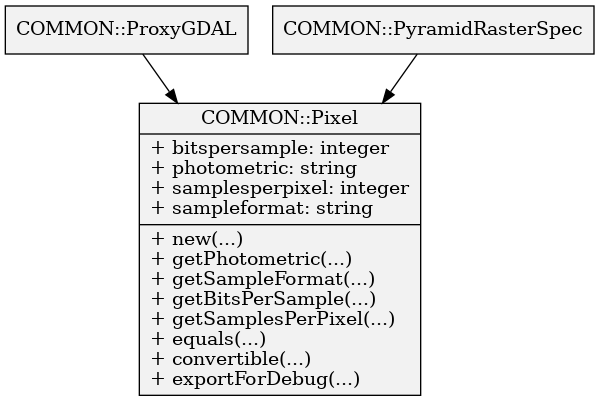 COMMON::ProxyGDAL
COMMON::PyramidRasterSpec
COMMON::Pixel
+ bitspersample: integer
+ photometric: string
+ samplesperpixel: integer
+ sampleformat: string
+ new(...)
+ getPhotometric(...)
+ getSampleFormat(...)
+ getBitsPerSample(...)
+ getSamplesPerPixel(...)
+ equals(...)
+ convertible(...)
+ exportForDebug(...)